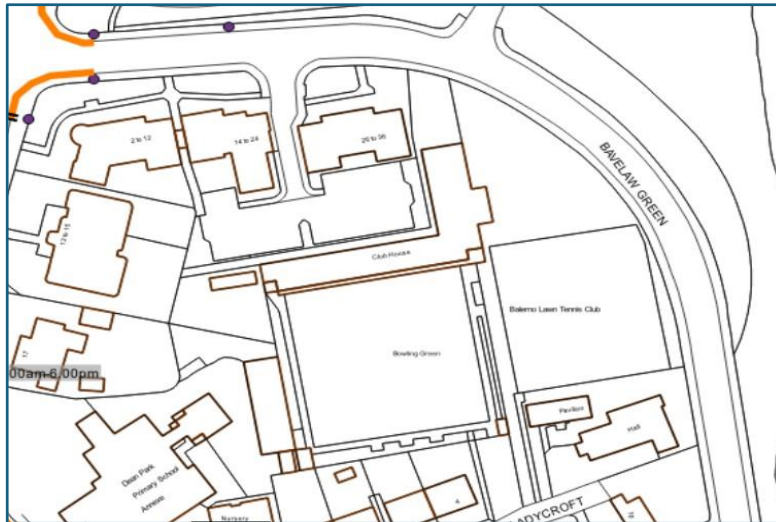 2 to 12
14 to 24
26 to 36
BAVELAW GREEN
13 to 15
Club House
Balerno Lawn Tennis Club
Bowling Green
17
00am-6.00pm
Pavilion
Hall
Dean Park
Primary School
Annexe
4
Nursery
LADYCROFT